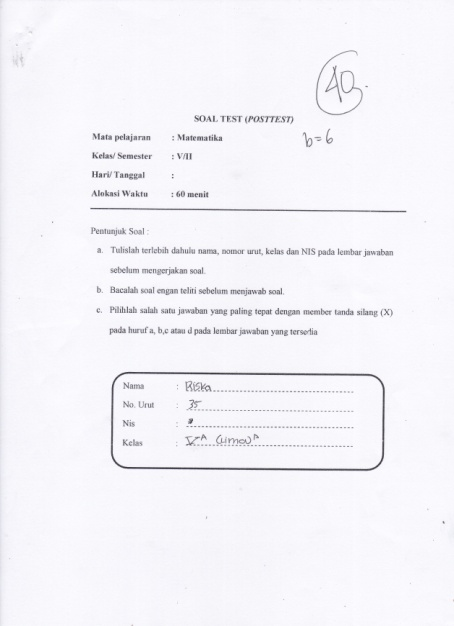 40
SOAL TEST (POSTTEST)
b = 6
Mata pelajaran : Matematika
Kelas/ Semester : V/II
Hari/ Tanggal :
Alokasi Waktu : 60 menit
Pentunjuk Soal :
a. Tulislah terlebih dahulu nama, nomor urut, kelas dan NIS pada lembar jawaban
sebelum mengerjakan soal.
b. Bacalah soal engan teliti sebelum menjawab soal.
c. Pilihlah salah satu jawaban yang paling tepat dengan member tanda silang (X)
pada huruf a, b,c atau d pada lembar jawaban yang tersedia
Nama : Riska
No. Urut : 35
Nis :
Kelas : V A (lima) A